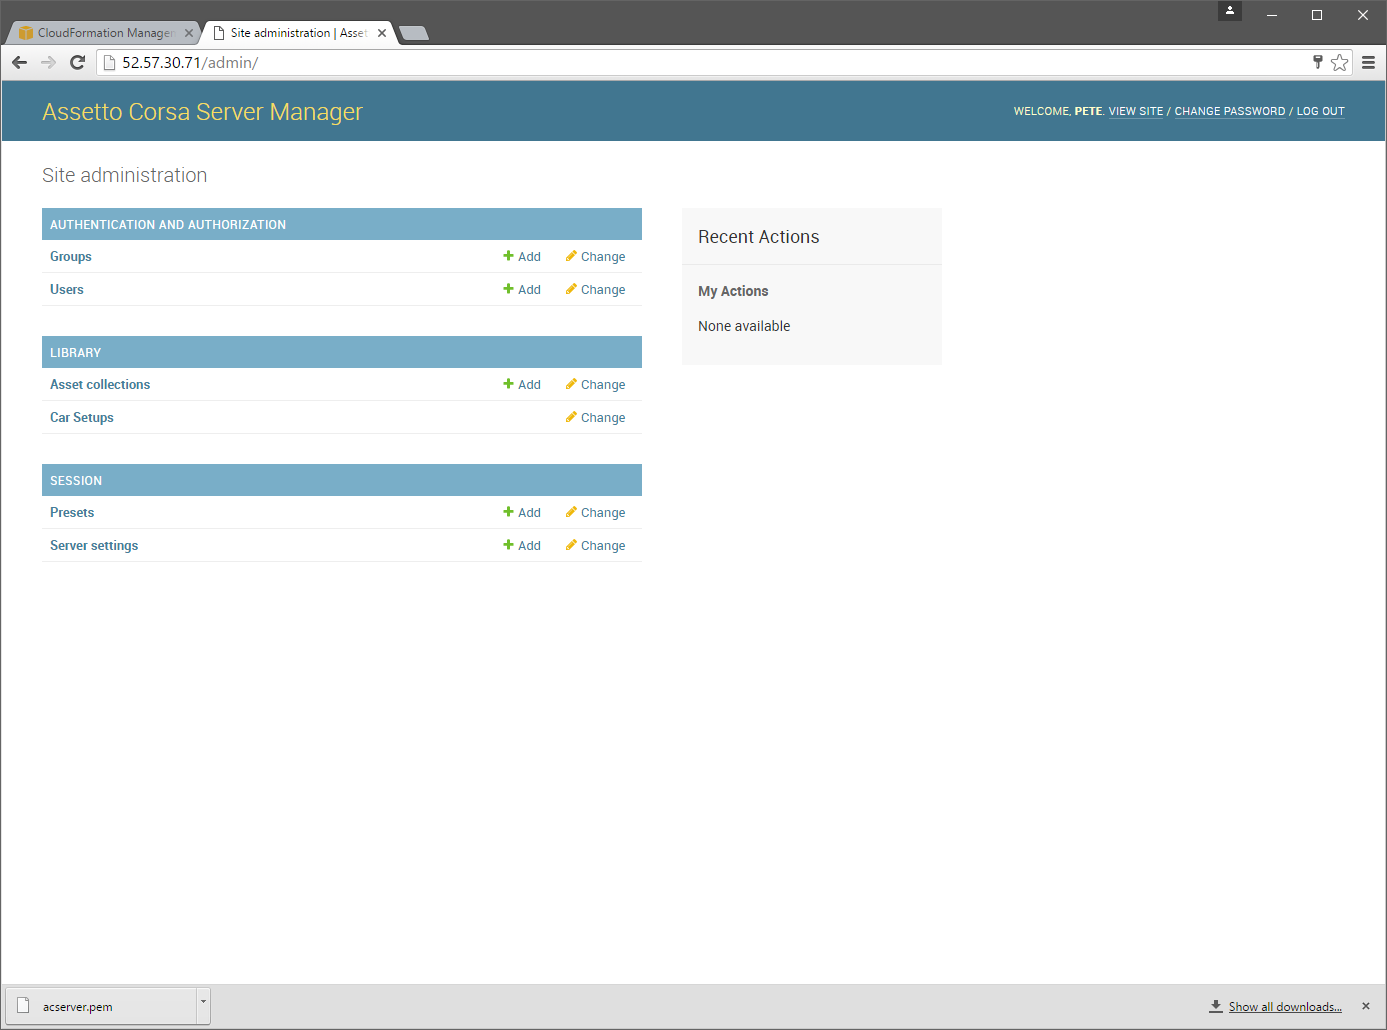 CloudFormation Manager
Site administration | Asset
52.57.30.71/admin/
Assetto Corsa Server Manager
WELCOME, PETE. VIEW SITE / CHANGE PASSWORD / LOG OUT
Site administration
AUTHENTICATION AND AUTHORIZATION
Groups Add Change
Users Add Change
LIBRARY
Asset collections Add Change
Car Setups Change
SESSION
Presets Add Change
Server settings Add Change
Recent Actions
My Actions
None available
acserver.pem
Show all downloads...